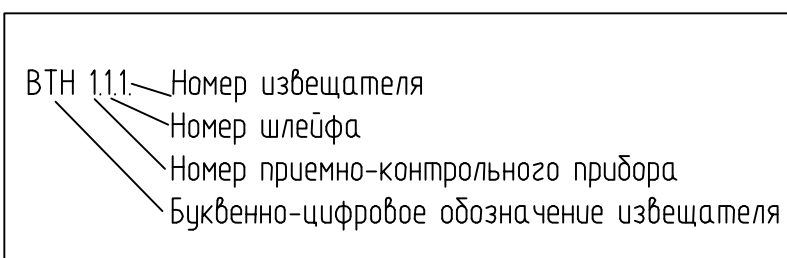 ВТН 1.1.1. Номер извещателя
Номер шлейфа
Номер приемно-контрольного прибора
Буквенно-цифровое обозначение извещателя